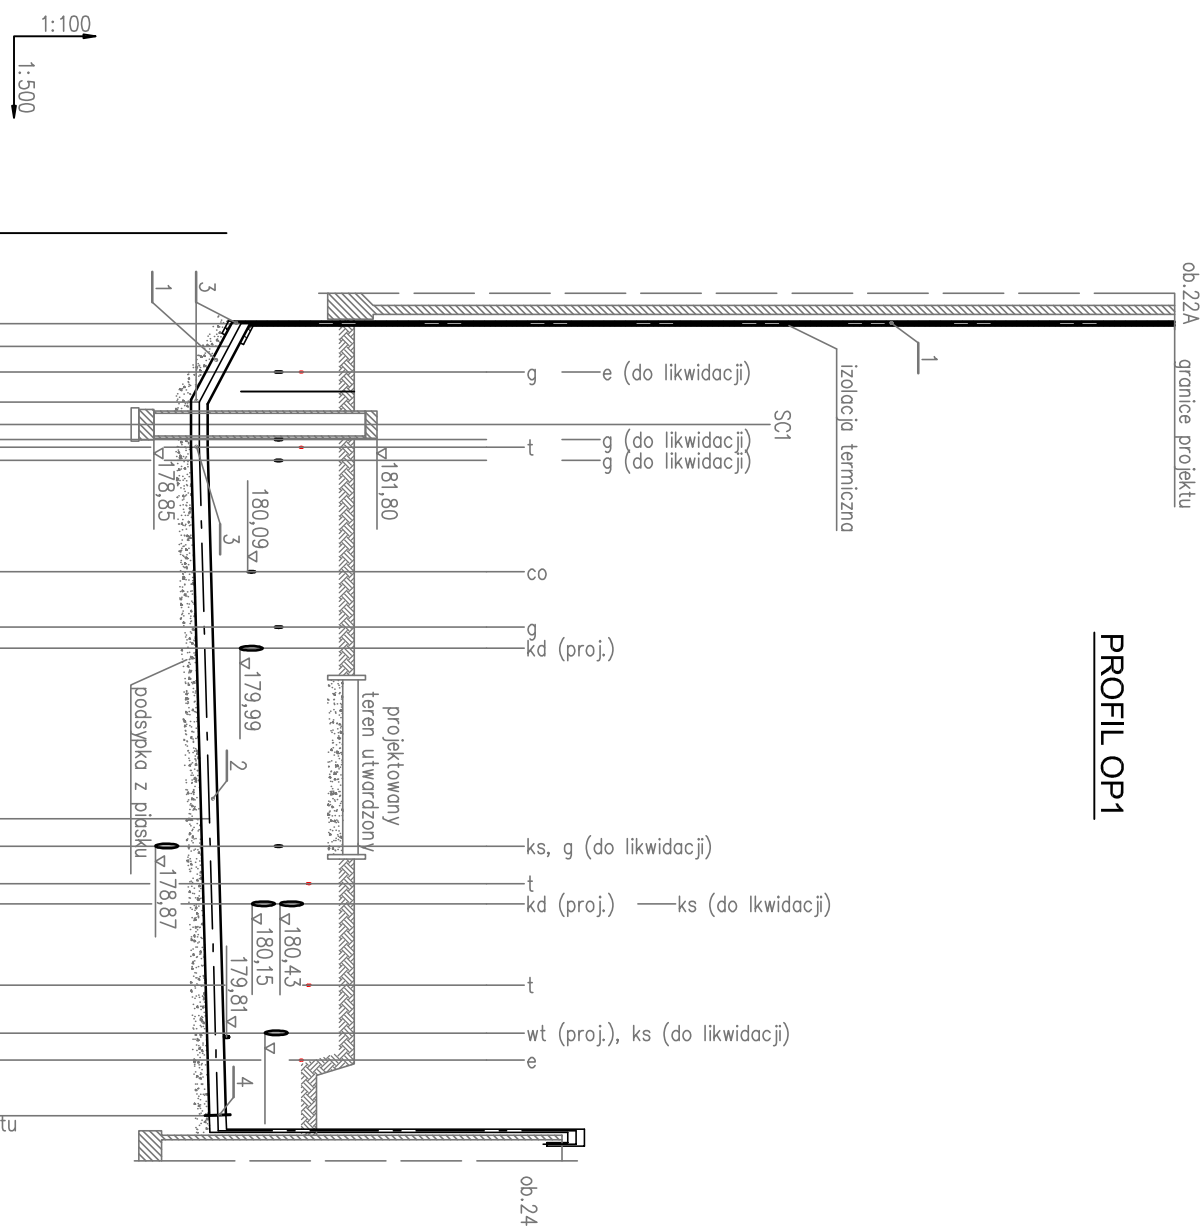 1:100
1:500
ob.22A
granice projektu
PROFIL OP1
1
izolacja termiczna
SC1
g
e (do likwidacji)
g (do likwidacji)
t
g (do likwidacji)
181,80
178,85
3
1
3
180,09
co
g
kd (proj.)
179,99
projektowany
teren utwardzony
2
podsypka z piasku
ks, g (do likwidacji)
178,87
t
kd (proj.)
ks (do lkwidacji)
180,43
180,15
179,81
t
wt (proj.), ks (do likwidacji)
e
4
tu
ob.24